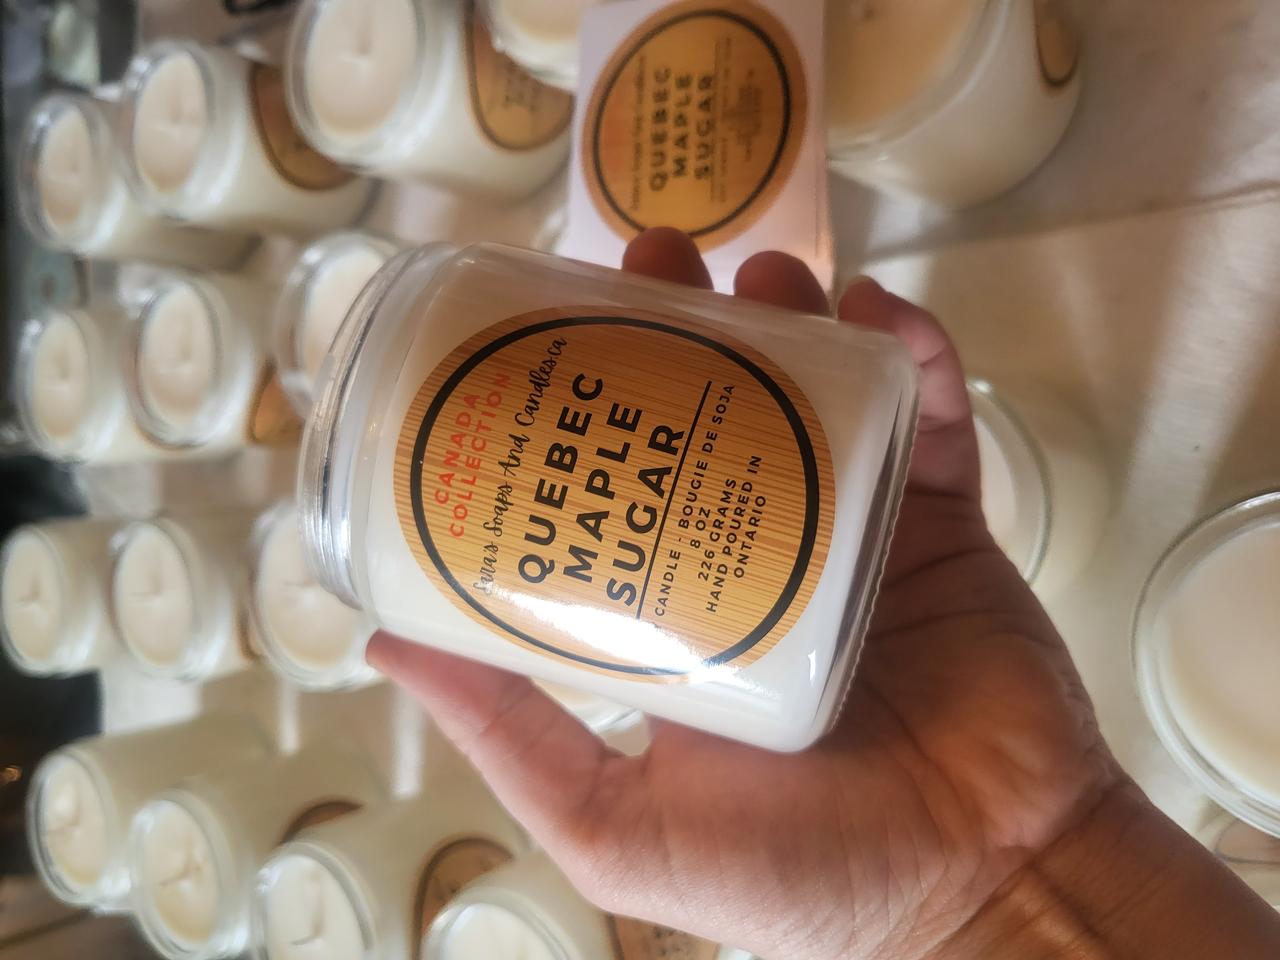 CANADA
COLLECTION
Sara's Soaps And Candles.ca
QUEBEC
MAPLE
SUGAR
CANDLE - BOUGIE DE SOJA
8 OZ
226 GRAMS
HAND POURED IN
ONTARIO
QUEBEC
MAPLE
SUGAR